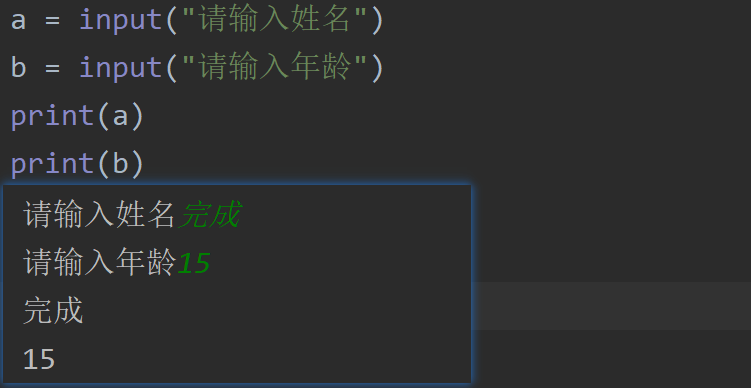 a = input("请输入姓名")
b = input("请输入年龄")
print(a)
print(b)
请输入姓名完成
请输入年龄15
完成
15